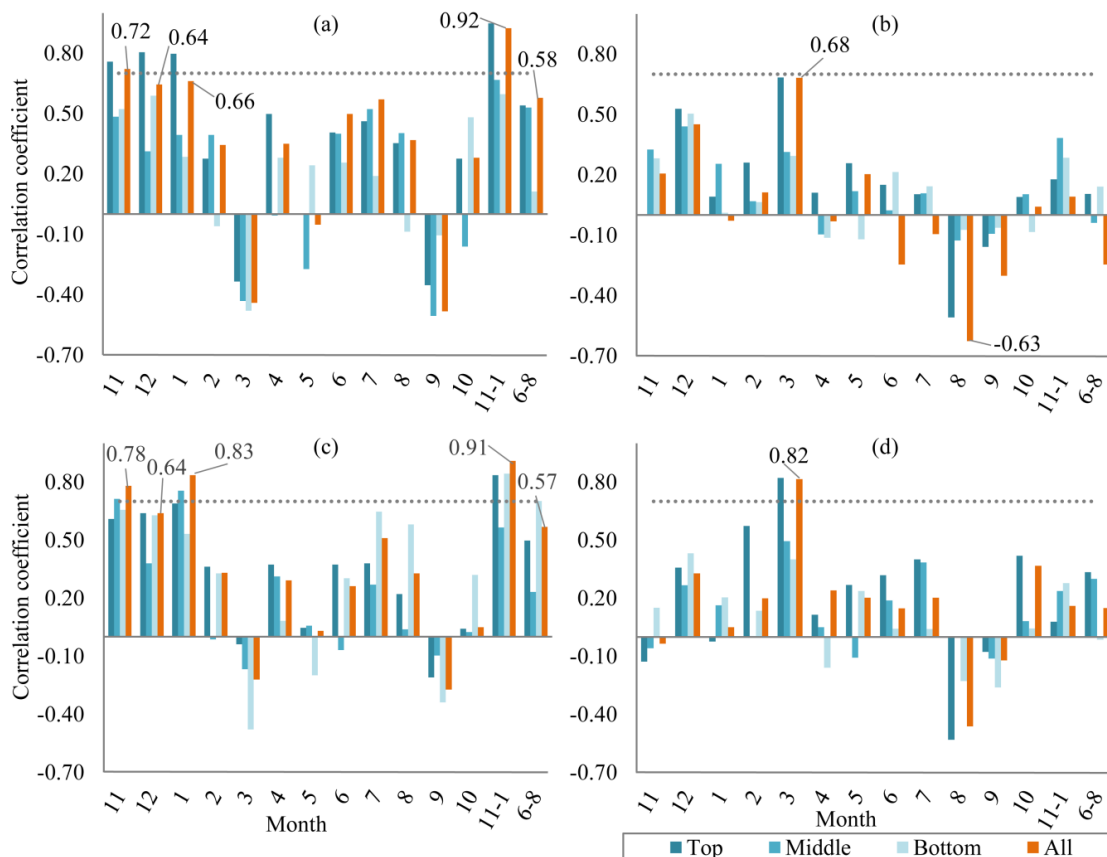 (a)
0.92
0.72
0.64
0.66
0.58
Correlation coefficient
0.80
0.50
0.20
-0.10
-0.40
-0.70
11 12 1 2 3 4 5 6 7 8 9 10 11-1 6-8
(b)
0.68
-0.63
0.80
0.50
0.20
-0.10
-0.40
-0.70
11 12 1 2 3 4 5 6 7 8 9 10 11-1 6-8
(c)
0.78
0.64
0.83
0.91
0.57
Correlation coefficient
0.80
0.50
0.20
-0.10
-0.40
-0.70
11 12 1 2 3 4 5 6 7 8 9 10 11-1 6-8
Month
(d)
0.82
0.80
0.50
0.20
-0.10
-0.40
-0.70
11 12 1 2 3 4 5 6 7 8 9 10 11-1 6-8
Month
Top Middle Bottom All